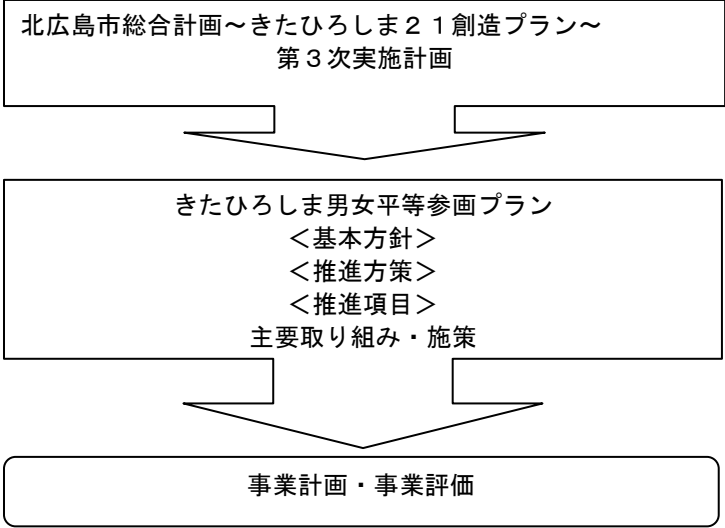 北広島市総合計画～きたひろしま２１創造プラン～
第３次実施計画
きたひろしま男女平等参画プラン
＜基本方針＞
＜推進方策＞
＜推進項目＞
主要取り組み・施策
事業計画・事業評価